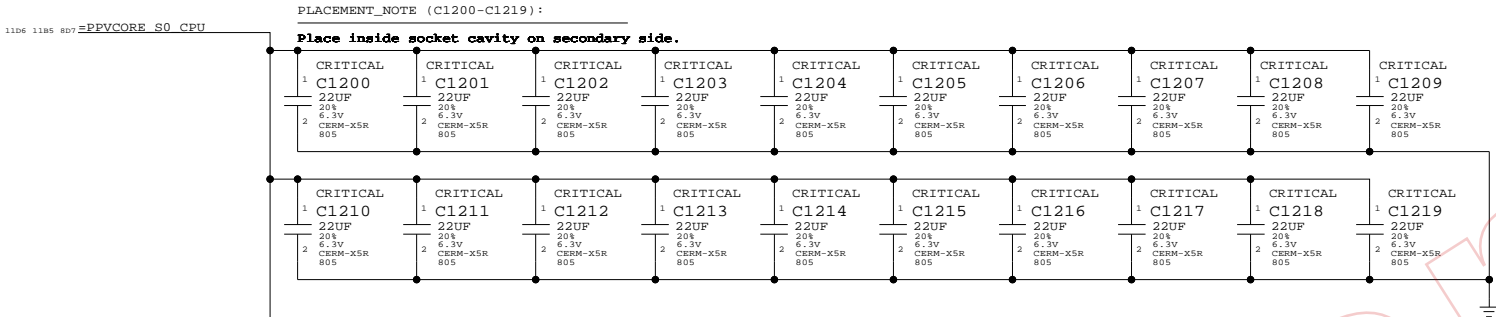 PLACEMENT_NOTE (C1200-C1219):
11D6 11B5 8D7 =PPVCORE S0 CPU
Place inside socket cavity on secondary side.
CRITICAL CRITICAL CRITICAL CRITICAL CRITICAL CRITICAL CRITICAL CRITICAL CRITICAL CRITICAL
1 C1200 1 C1201 1 C1202 1 C1203 1 C1204 1 C1205 1 C1206 1 C1207 1 C1208 1 C1209
22UF 22UF 22UF 22UF 22UF 22UF 22UF 22UF 22UF 22UF
20% 20% 20% 20% 20% 20% 20% 20% 20% 20%
6.3V 6.3V 6.3V 6.3V 6.3V 6.3V 6.3V 6.3V 6.3V 6.3V
2 CERM-X5R 2 CERM-X5R 2 CERM-X5R 2 CERM-X5R 2 CERM-X5R 2 CERM-X5R 2 CERM-X5R 2 CERM-X5R 2 CERM-X5R 2 CERM-X5R
805 805 805 805 805 805 805 805 805 805
CRITICAL CRITICAL CRITICAL CRITICAL CRITICAL CRITICAL CRITICAL CRITICAL CRITICAL CRITICAL
1 C1210 1 C1211 1 C1212 1 C1213 1 C1214 1 C1215 1 C1216 1 C1217 1 C1218 1 C1219
22UF 22UF 22UF 22UF 22UF 22UF 22UF 22UF 22UF 22UF
20% 20% 20% 20% 20% 20% 20% 20% 20% 20%
6.3V 6.3V 6.3V 6.3V 6.3V 6.3V 6.3V 6.3V 6.3V 6.3V
2 CERM-X5R 2 CERM-X5R 2 CERM-X5R 2 CERM-X5R 2 CERM-X5R 2 CERM-X5R 2 CERM-X5R 2 CERM-X5R 2 CERM-X5R 2 CERM-X5R
805 805 805 805 805 805 805 805 805 805